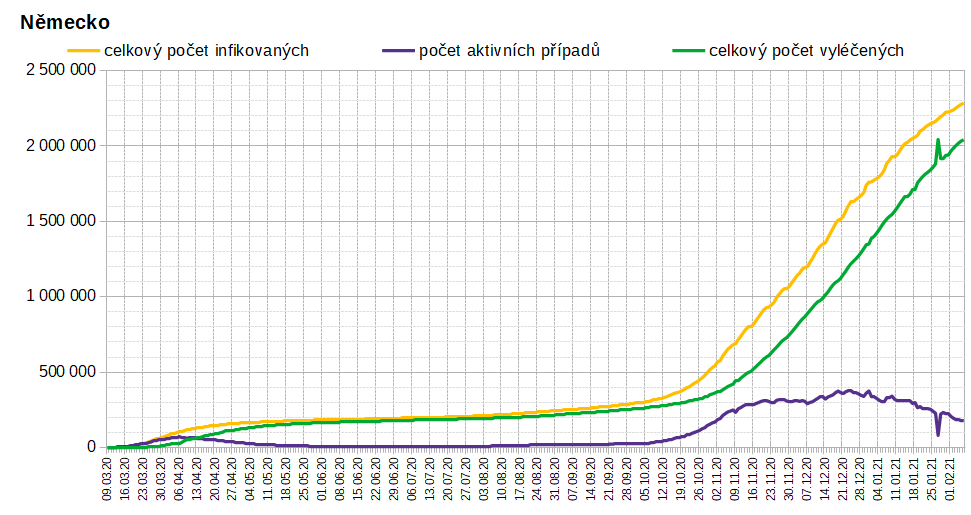 Německo
celkový počet infikovaných počet aktivních případů celkový počet vyléčených
2 500 000
2 000 000
1 500 000
1 000 000
500 000
0
09.03.20 16.03.20 23.03.20 30.03.20 06.04.20 13.04.20 20.04.20 27.04.20 04.05.20 11.05.20 18.05.20 25.05.20 01.06.20 08.06.20 15.06.20 22.06.20 29.06.20 06.07.20 13.07.20 20.07.20 27.07.20 03.08.20 10.08.20 17.08.20 24.08.20 31.08.20 07.09.20 14.09.20 21.09.20 28.09.20 05.10.20 12.10.20 19.10.20 26.10.20 02.11.20 09.11.20 16.11.20 23.11.20 30.11.20 07.12.20 14.12.20 21.12.20 28.12.20 04.01.21 11.01.21 18.01.21 25.01.21 01.02.21